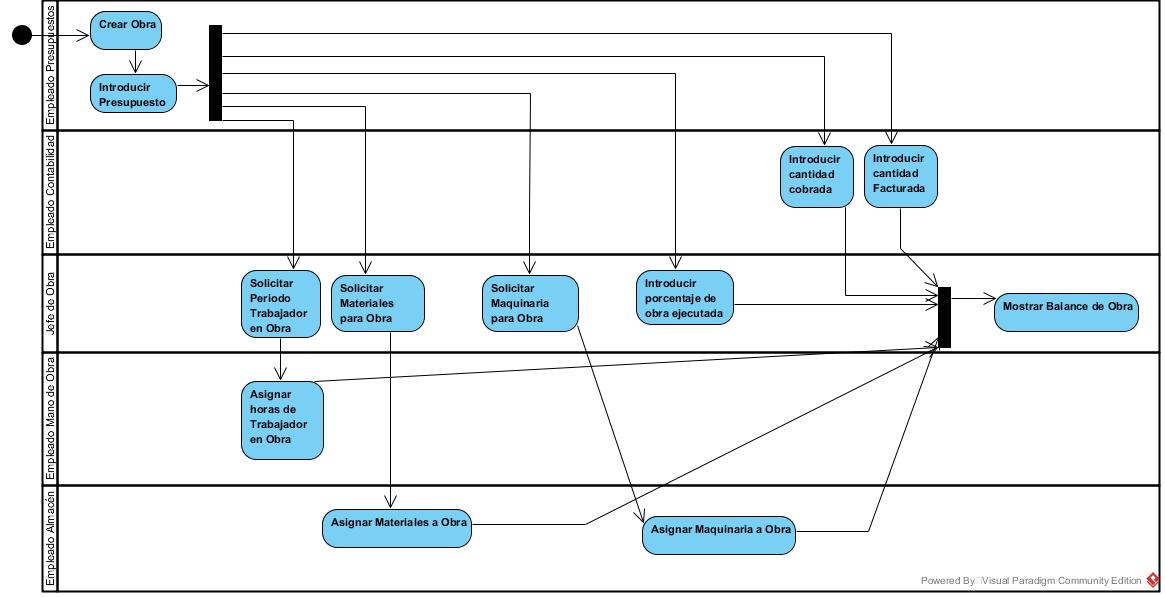 Empleado Presupuestos
Crear Obra
Introducir
Presupuesto
Empleado Contabilidad
Introducir
cantidad
cobrada
Introducir
cantidad
Facturada
Jefe de Obra
Solicitar
Periodo
Trabajador
en Obra
Solicitar
Materiales
para Obra
Solicitar
Maquinaria
para Obra
Introducir
porcentaje de
obra ejecutada
Mostrar Balance de Obra
Empleado Mano de Obra
Asignar
horas de
Trabajador
en Obra
Empleado Almacén
Asignar Materiales a Obra
Asignar Maquinaria a Obra
Powered By Visual Paradigm Community Edition